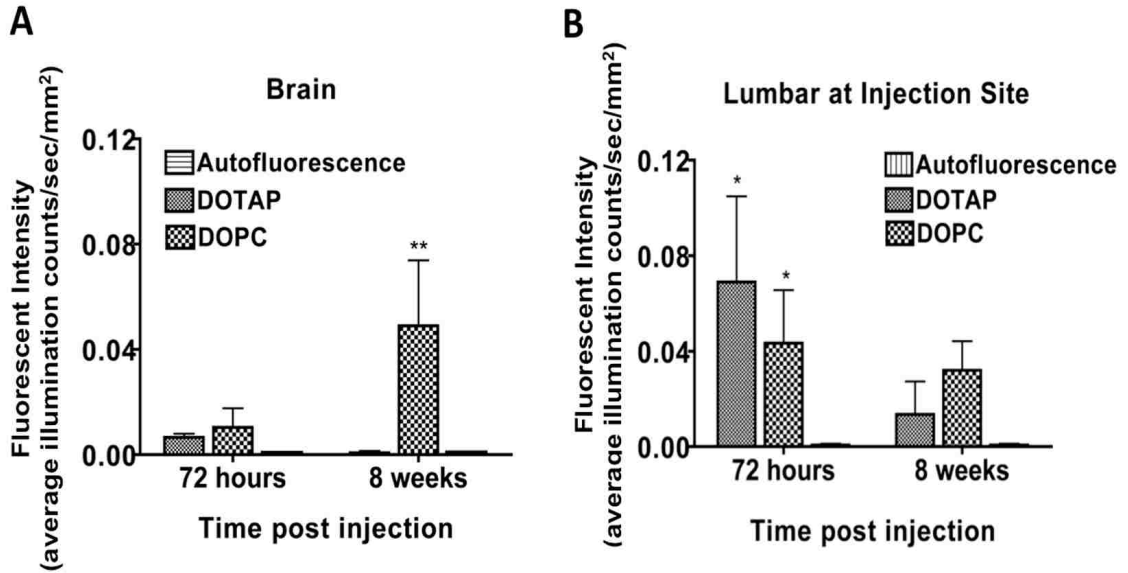 A
Brain
Fluorescent Intensity
(average illumination counts/sec/mm²)
0.12
0.08
0.04
0.00
Autofluorescence
DOTAP
DOPC
**
72 hours
8 weeks
Time post injection
B
Lumbar at Injection Site
Fluorescent Intensity
(average illumination counts/sec/mm²)
0.12
0.08
0.04
0.00
Autofluorescence
DOTAP
DOPC
*
*
72 hours
8 weeks
Time post injection